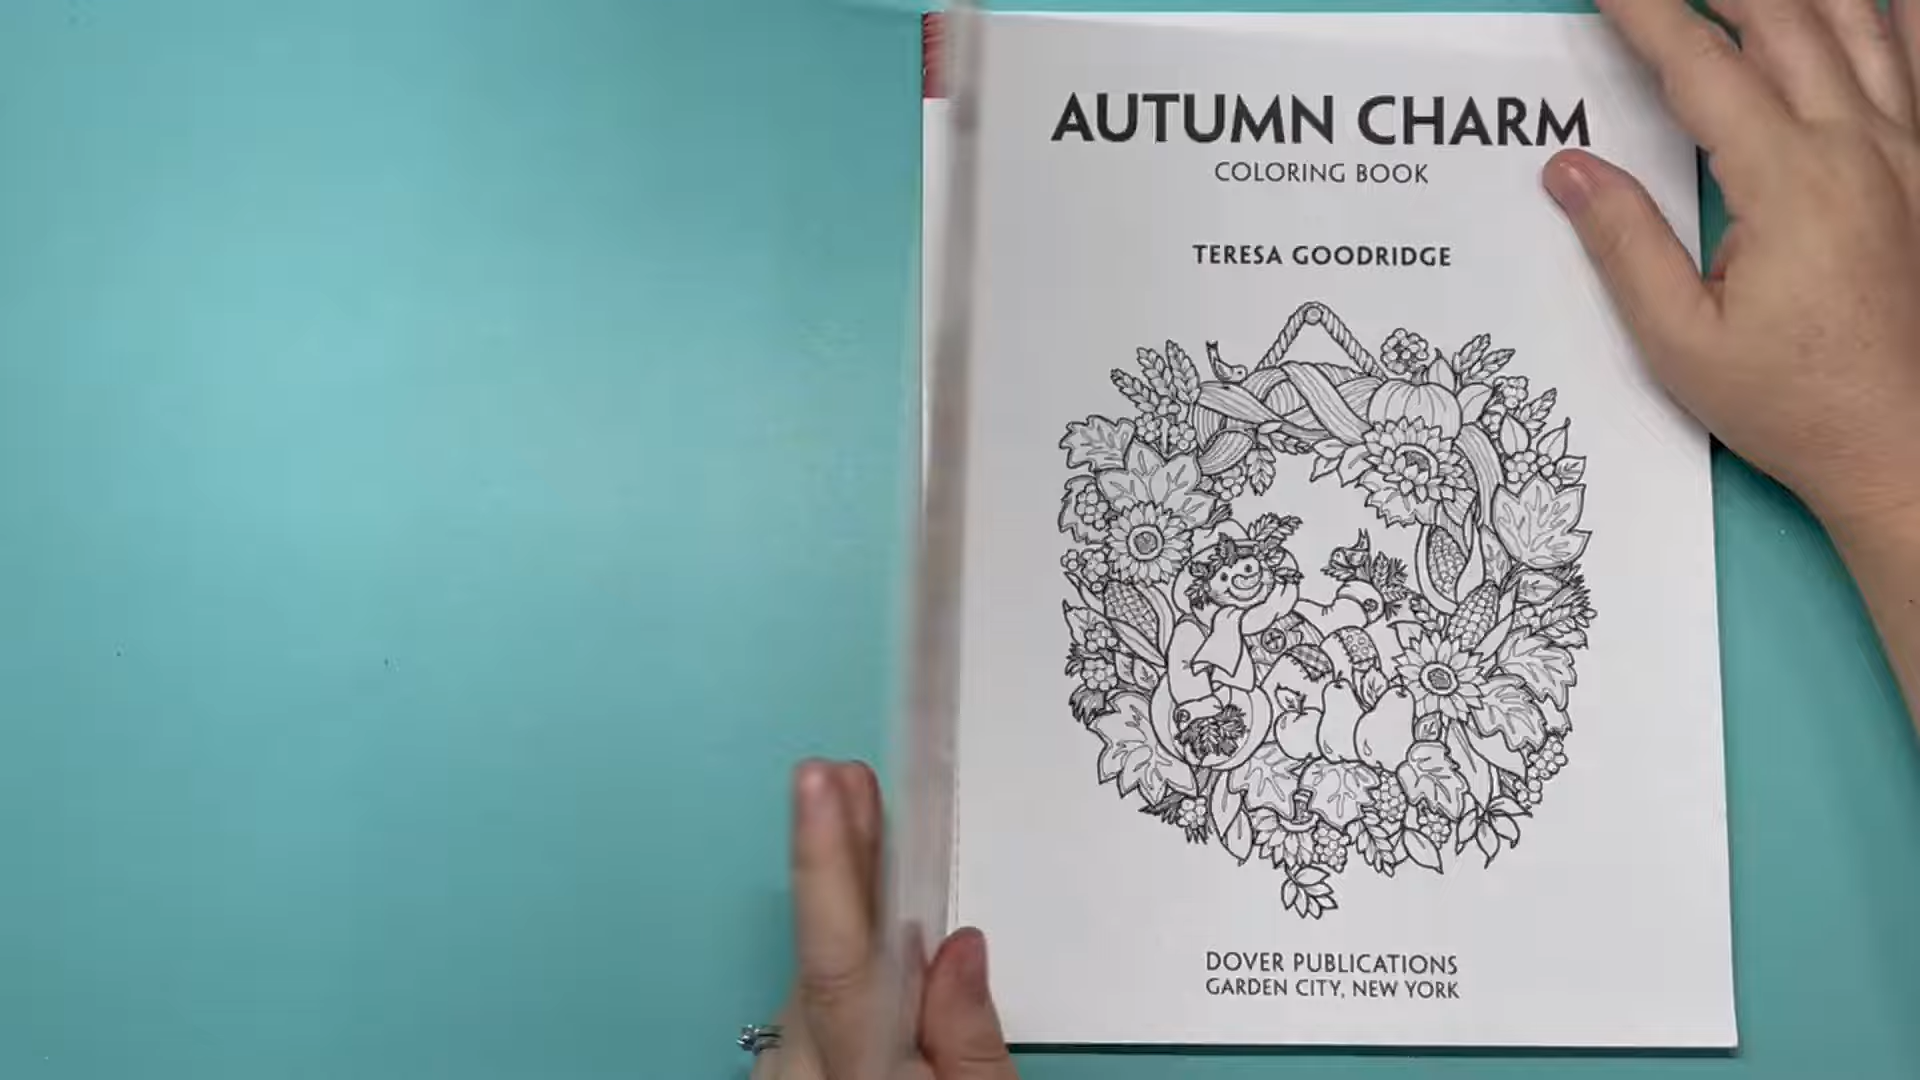 AUTUMN CHARM
COLORING BOOK
TERESA GOODRIDGE
DOVER PUBLICATIONS
GARDEN CITY, NEW YORK